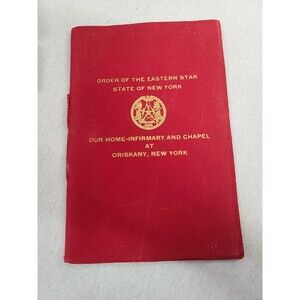 ORDER OF THE EASTERN STAR
STATE OF NEW YORK
OUR HOME-INFIRMARY AND CHAPEL
AT
ORISKANY, NEW YORK